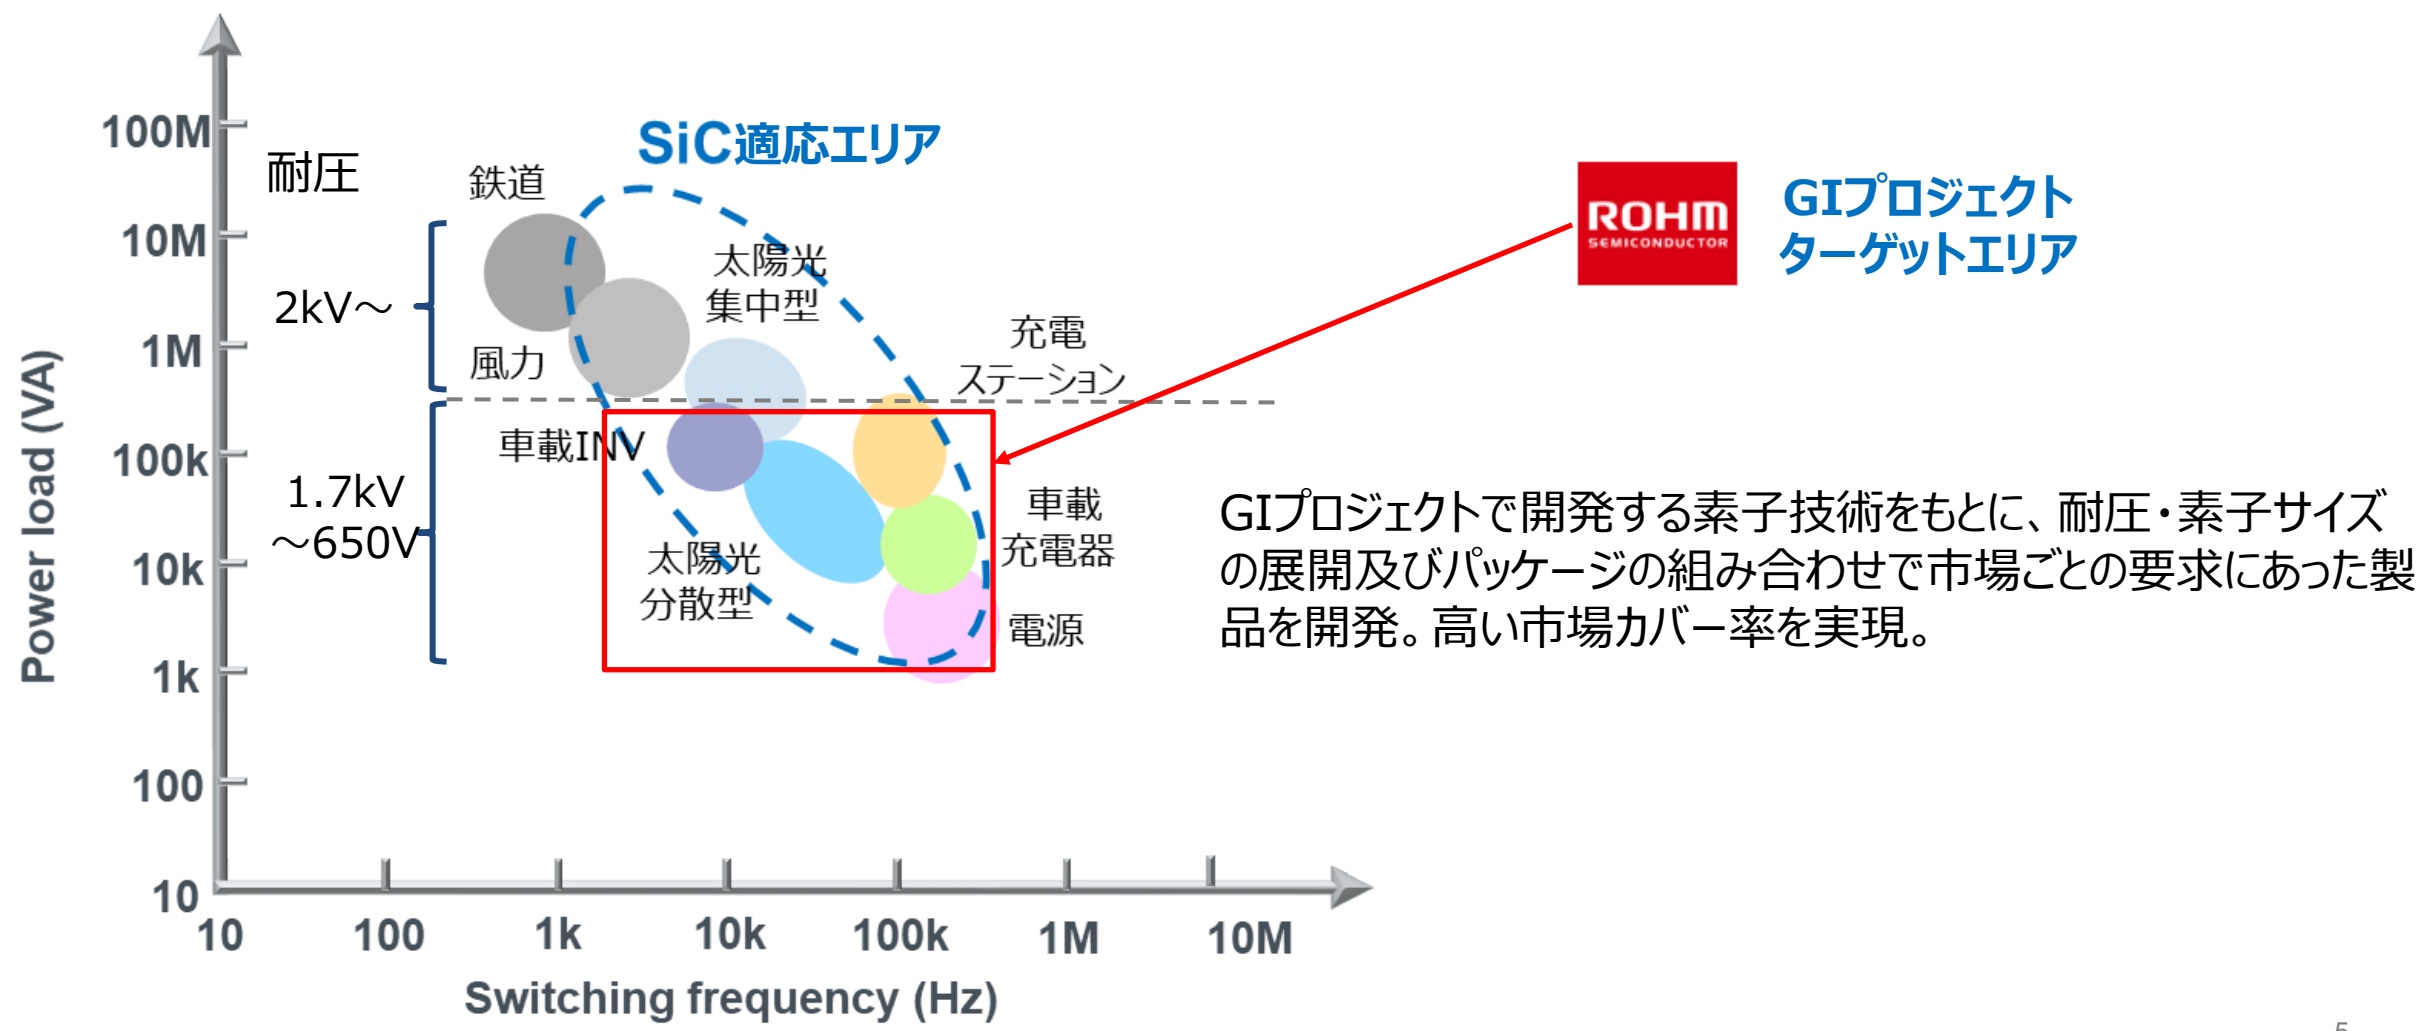 SiC適応エリア
100M
耐圧
鉄道
ROHM
SEMICONDUCTOR
GIプロジェクト
ターゲットエリア
10M
太陽光
集中型
2kV～
充電
ステーション
1M
風力
Power load (VA)
車載INV
100k
1.7kV
～650V
車載
充電器
GIプロジェクトで開発する素子技術をもとに、耐圧・素子サイズ
の展開及びパッケージの組み合わせで市場ごとの要求にあった製
品を開発。高い市場カバー率を実現。
10k
太陽光
分散型
電源
1k
100
10
10
100
1k
10k
100k
1M
10M
Switching frequency (Hz)
5